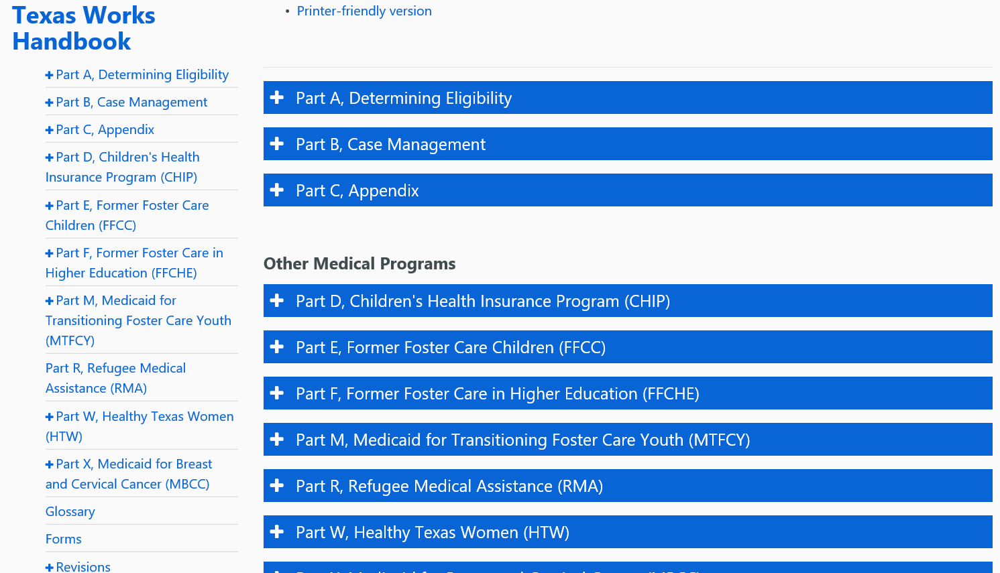 Texas Works
Handbook
Part A, Determining Eligibility
Part B, Case Management
Part C, Appendix
Part D, Children's Health
Insurance Program (CHIP)
Part E, Former Foster Care
Children (FFCC)
Part F, Former Foster Care in
Higher Education (FFCHE)
Part M, Medicaid for
Transitioning Foster Care Youth
(MTFCY)
Part R, Refugee Medical
Assistance (RMA)
Part W, Healthy Texas Women
(HTW)
Part X, Medicaid for Breast
and Cervical Cancer (MBCC)
Glossary
Forms
Revisions
• Printer-friendly version
Part A, Determining Eligibility
Part B, Case Management
Part C, Appendix
Other Medical Programs
Part D, Children's Health Insurance Program (CHIP)
Part E, Former Foster Care Children (FFCC)
Part F, Former Foster Care in Higher Education (FFCHE)
Part M, Medicaid for Transitioning Foster Care Youth (MTFCY)
Part R, Refugee Medical Assistance (RMA)
Part W, Healthy Texas Women (HTW)